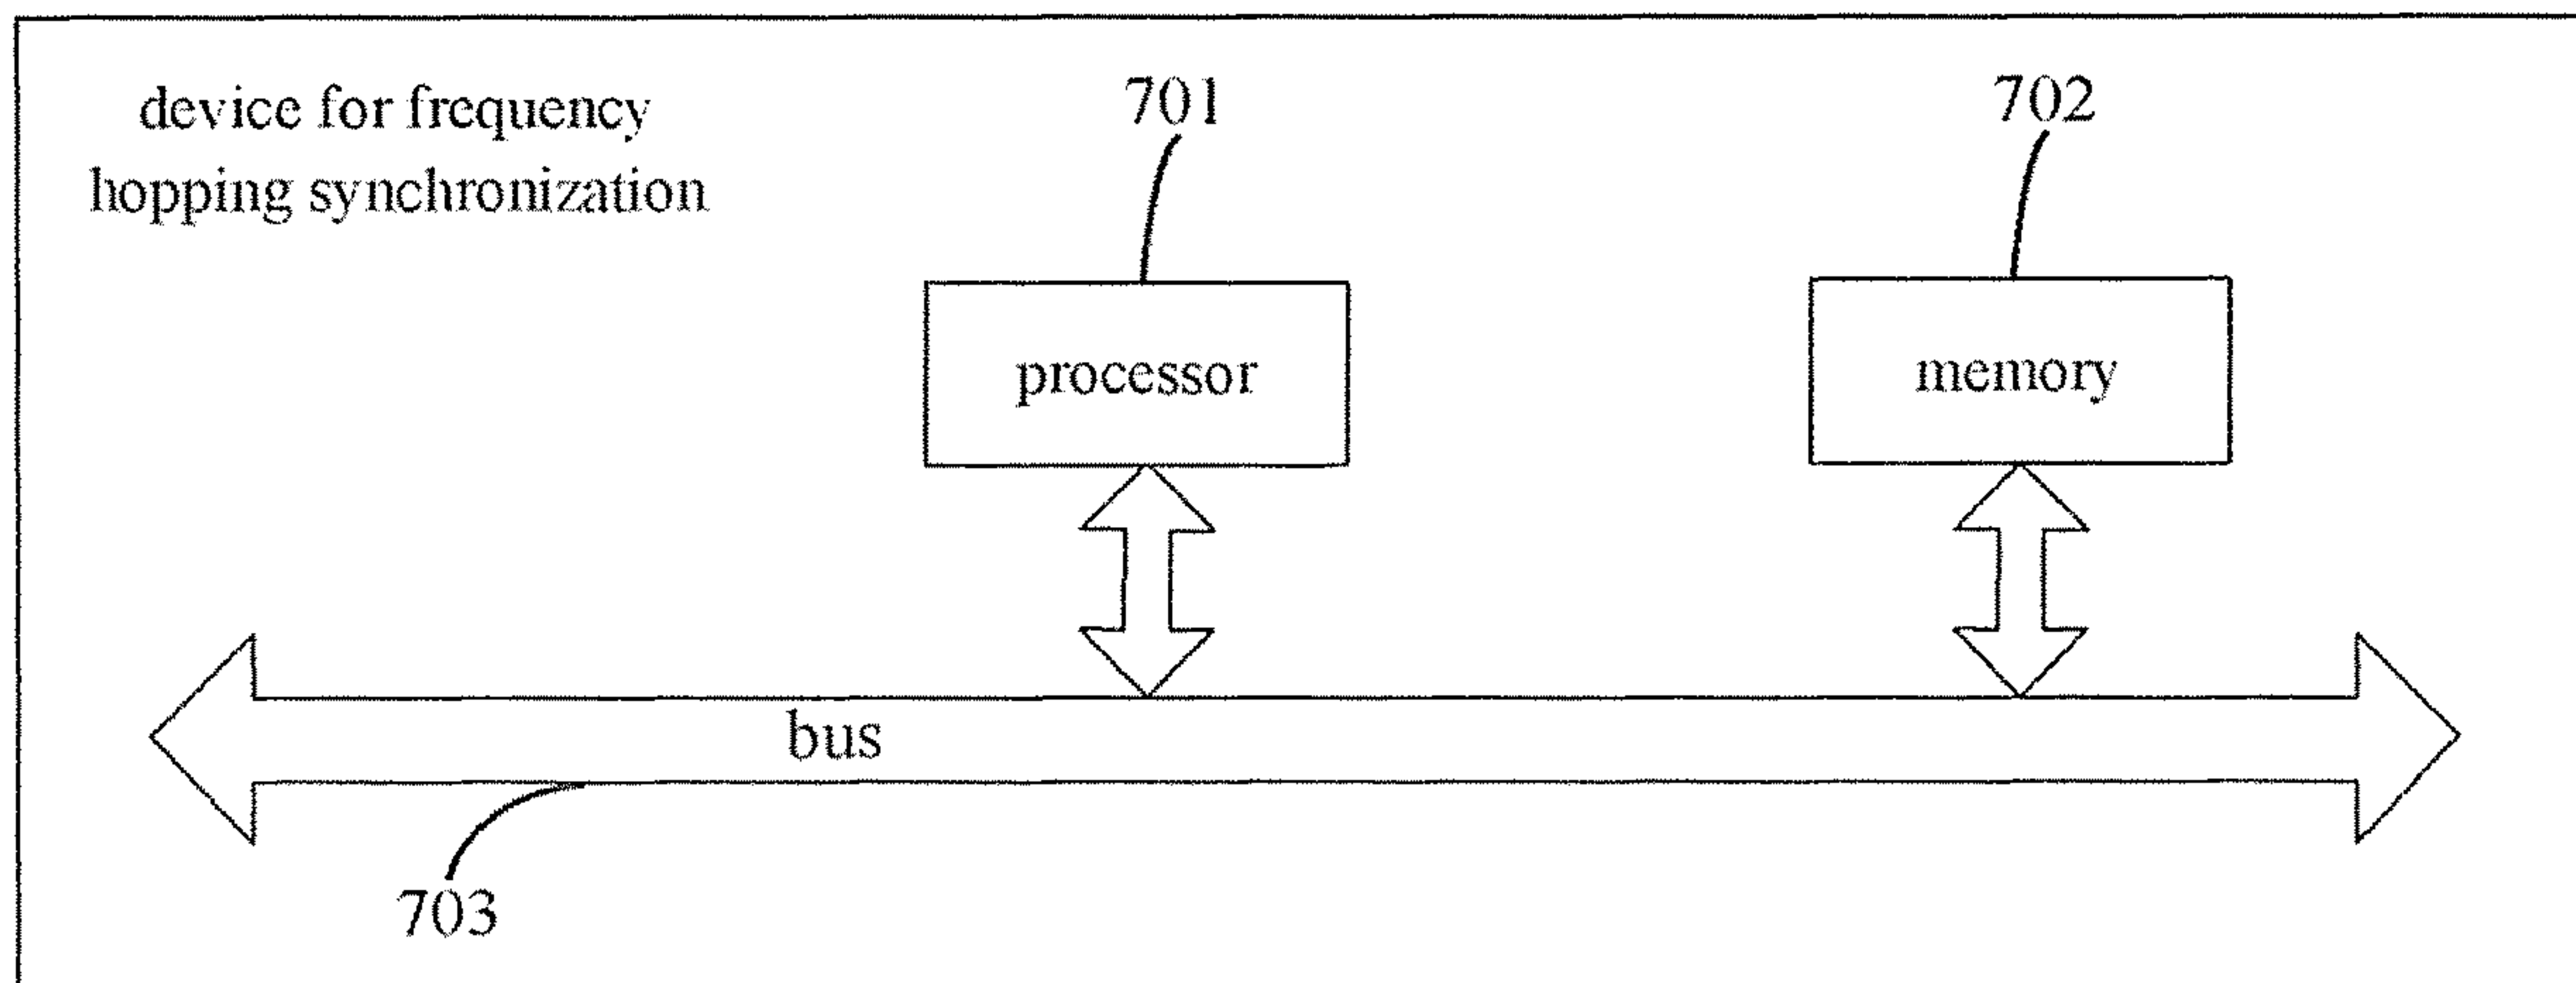 device for frequency
hopping synchronization
701
702
processor
memory
bus
703